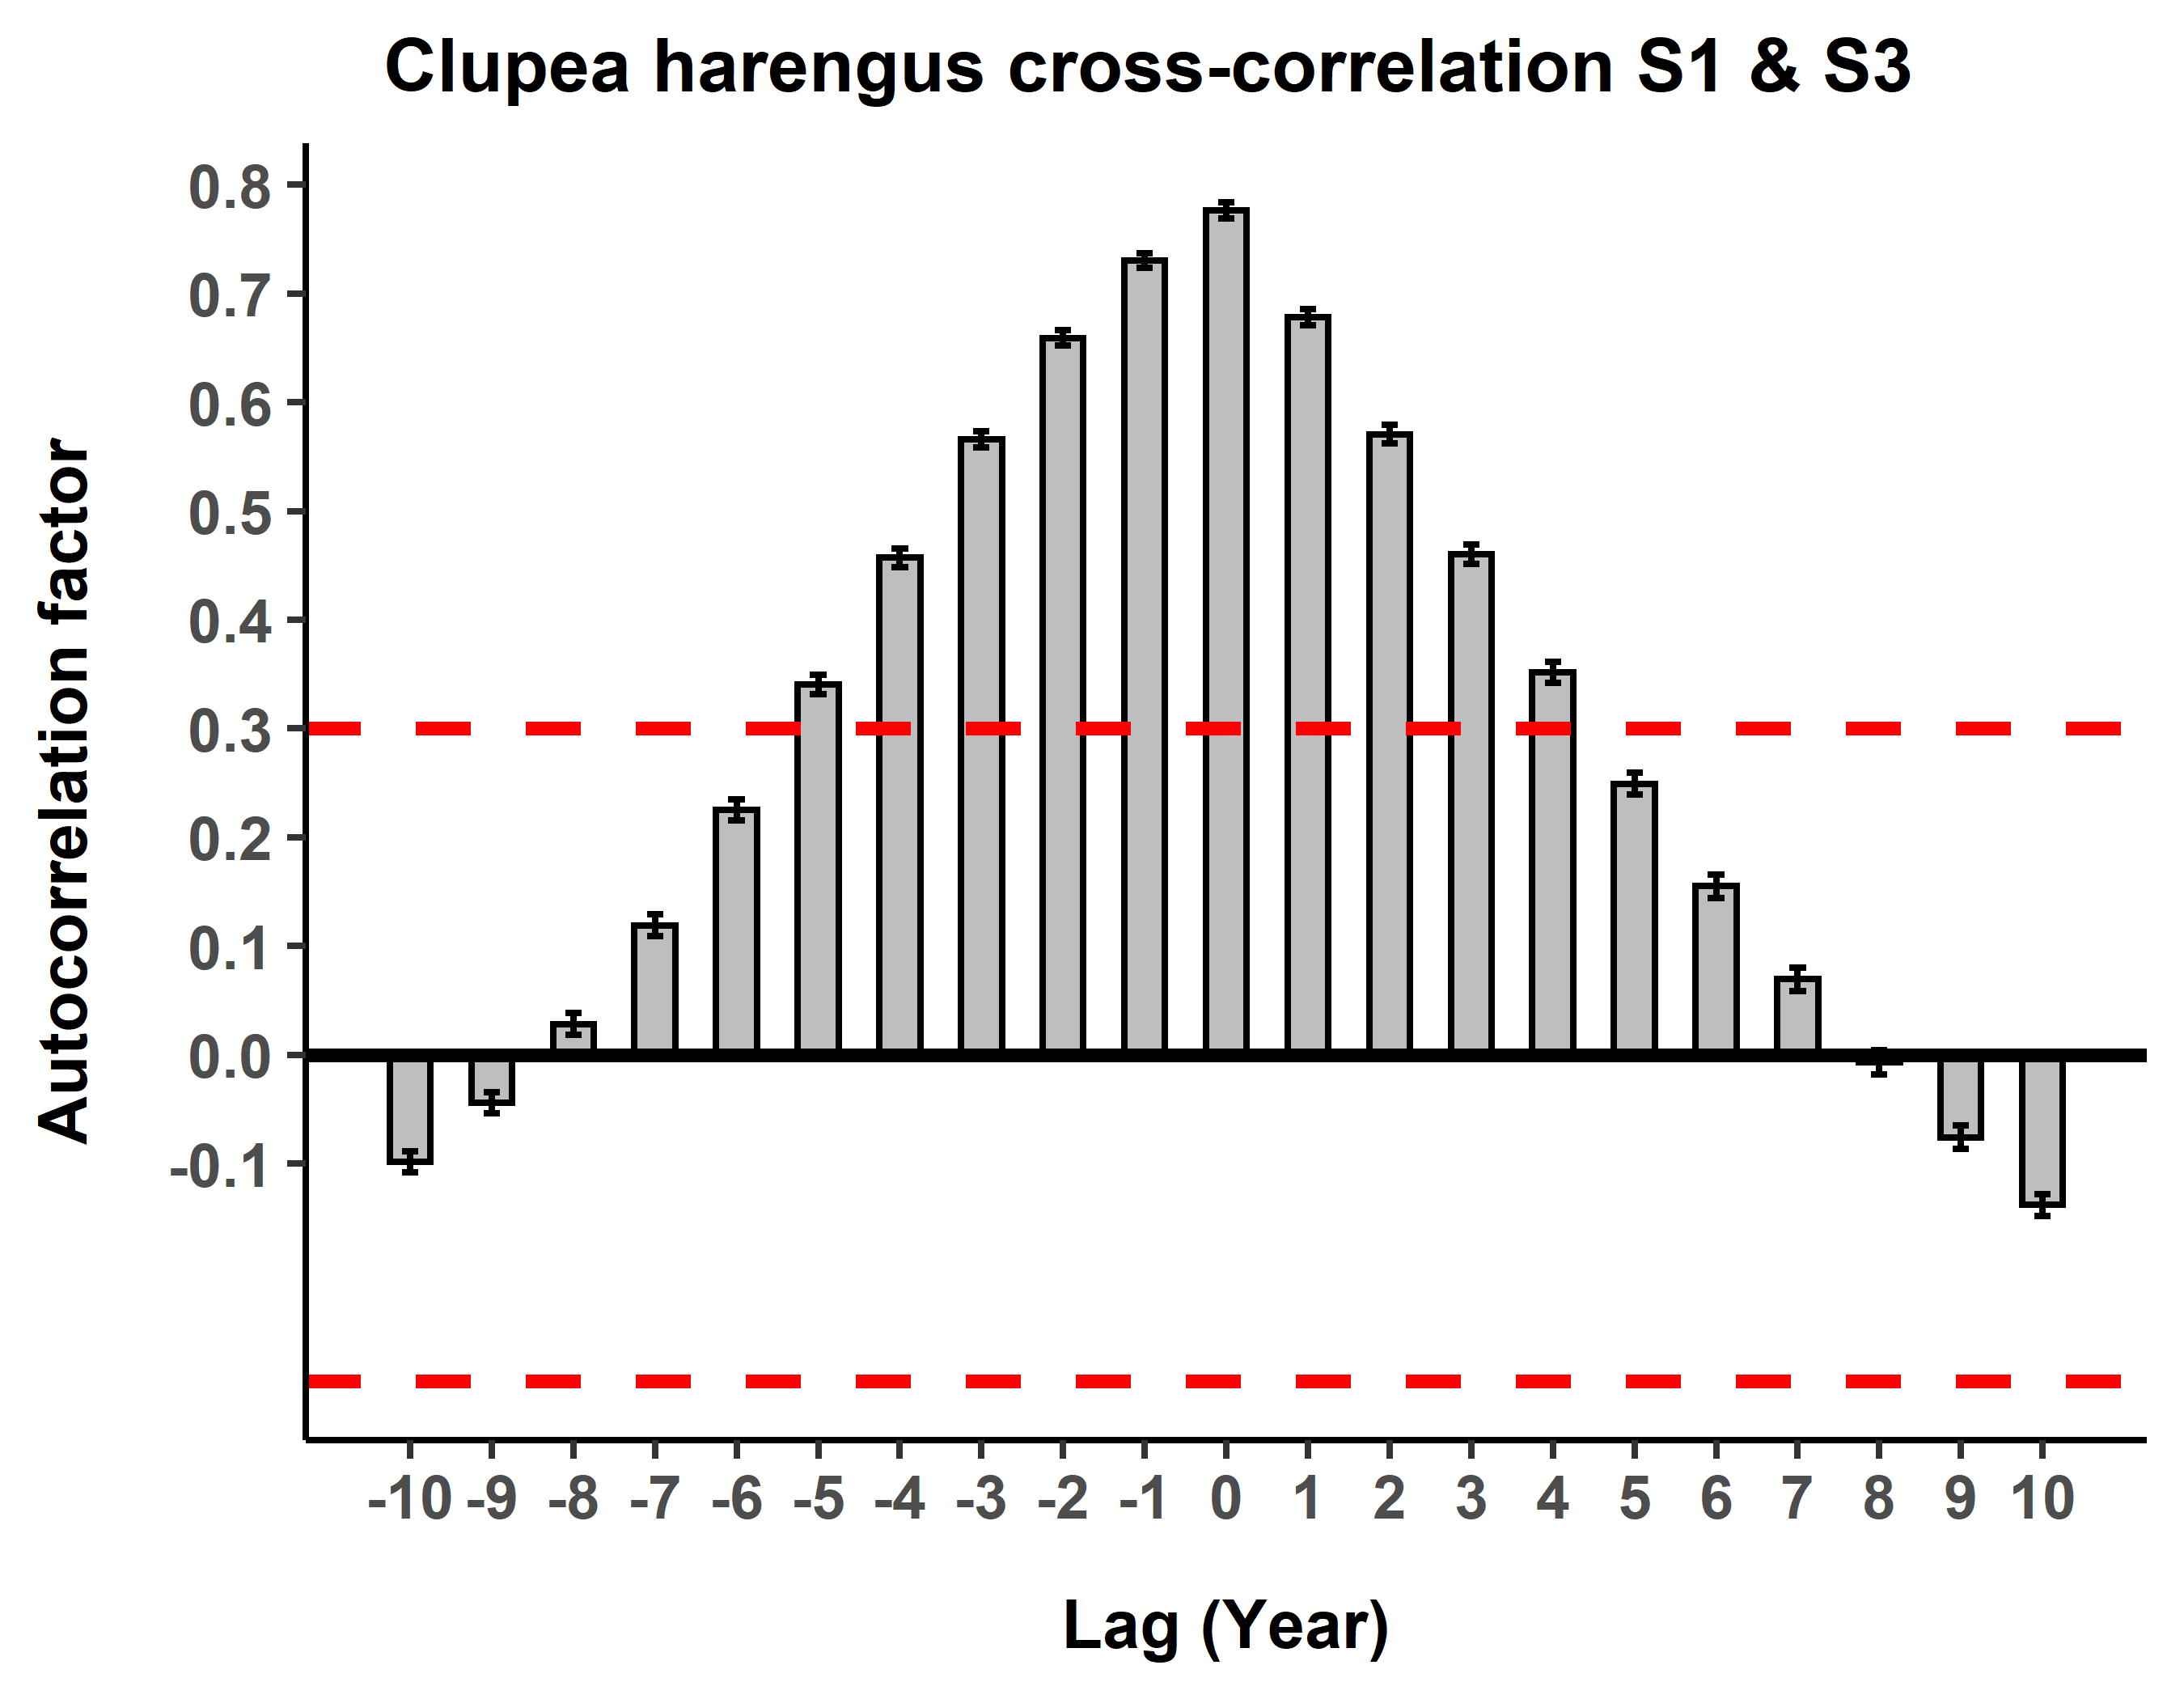 Clupea harengus cross-correlation S1 & S3
Autocorrelation factor
0.8
0.7
0.6
0.5
0.4
0.3
0.2
0.1
0.0
-0.1
-10 -9 -8 -7 -6 -5 -4 -3 -2 -1 0 1 2 3 4 5 6 7 8 9 10
Lag (Year)